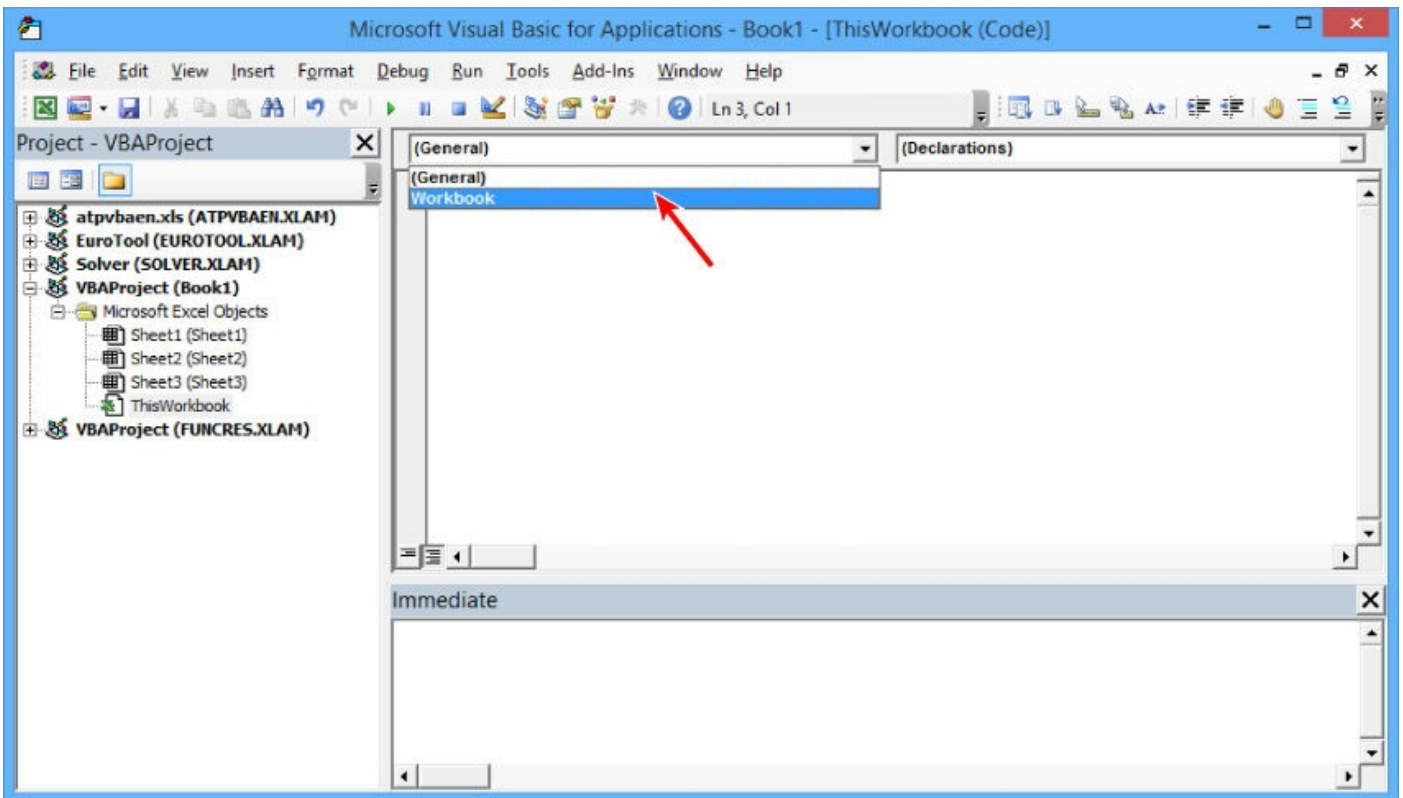 Microsoft Visual Basic for Applications - Book1 - [ThisWorkbook (Code)]
File Edit View Insert Format Debug Run Tools Add-Ins Window Help
Ln 3, Col 1
Project - VBAProject
atpvbaen.xls (ATPVBAEN.XLAM)
EuroTool (EUROTOOL.XLAM)
Solver (SOLVER.XLAM)
VBAProject (Book1)
Microsoft Excel Objects
Sheet1 (Sheet1)
Sheet2 (Sheet2)
Sheet3 (Sheet3)
ThisWorkbook
VBAProject (FUNCRES.XLAM)
(General) (Declarations)
(General)
Workbook
Immediate